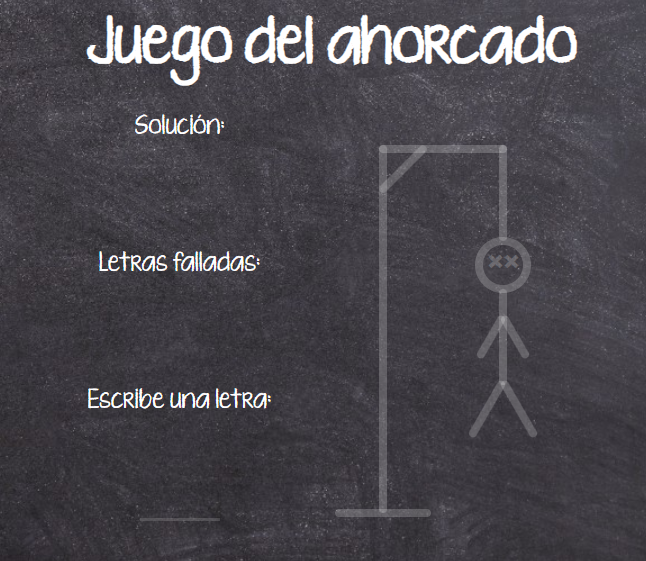 Juego del ahorcado
Solución:
Letras falladas:
Escribe una letra: